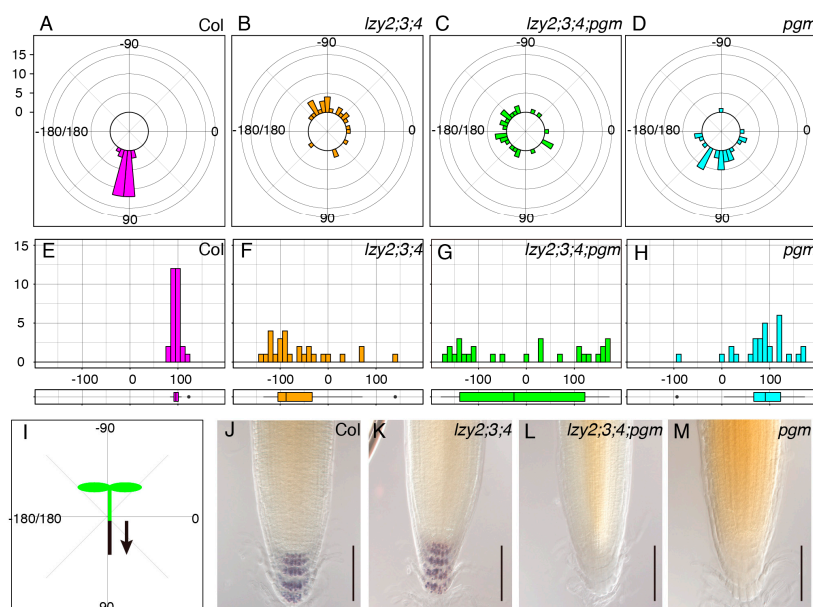 A Col
-90
15
10
5
0
-180/180
0
90
B lzy2;3;4
-90
-180/180
0
90
C lzy2;3;4;pgm
-90
-180/180
0
90
D pgm
-90
-180/180
0
90
E Col
15
10
5
0
-100 0 100
F lzy2;3;4
-100 0 100
G lzy2;3;4;pgm
-100 0 100
H pgm
-100 0 100
I
-90
-180/180
0
90
J Col
K lzy2;3;4
L lzy2;3;4;pgm
M pgm